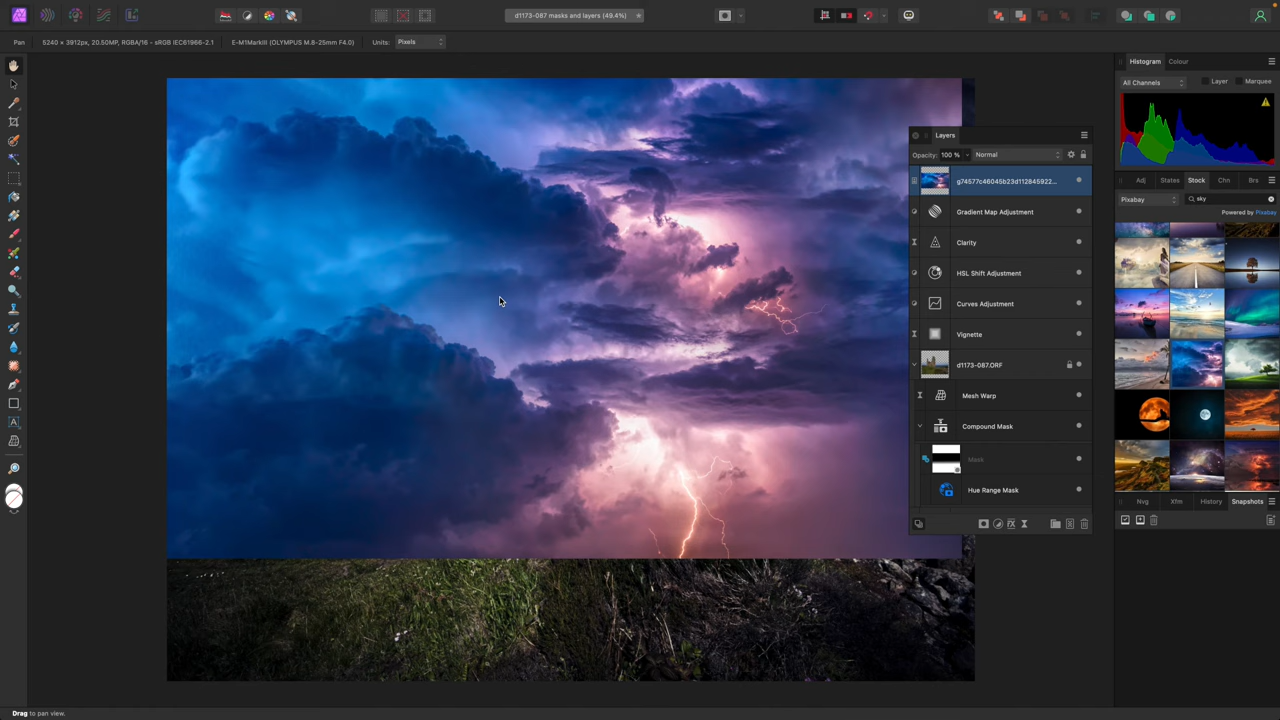 d1173-087 masks and layers (49.4%)
Pan
5240 × 3912px, 20.50MP, RGBA/16 - sRGB IEC61966-2.1
E-M1MarkIII (OLYMPUS M.8-25mm F4.0)
Units:
Pixels
Histogram
Colour
All Channels
Layer
Marquee
Layers
Opacity:
100 %
Normal
g74577c46045b23d112845922...
Gradient Map Adjustment
Clarity
HSL Shift Adjustment
Curves Adjustment
Vignette
d1173-087.ORF
Mesh Warp
Compound Mask
Mask
Hue Range Mask
Adj
States
Stock
Chn
Brs
Pixabay
sky
Powered by Pixabay
Nvg
Xfm
History
Snapshots
Drag to pan view.